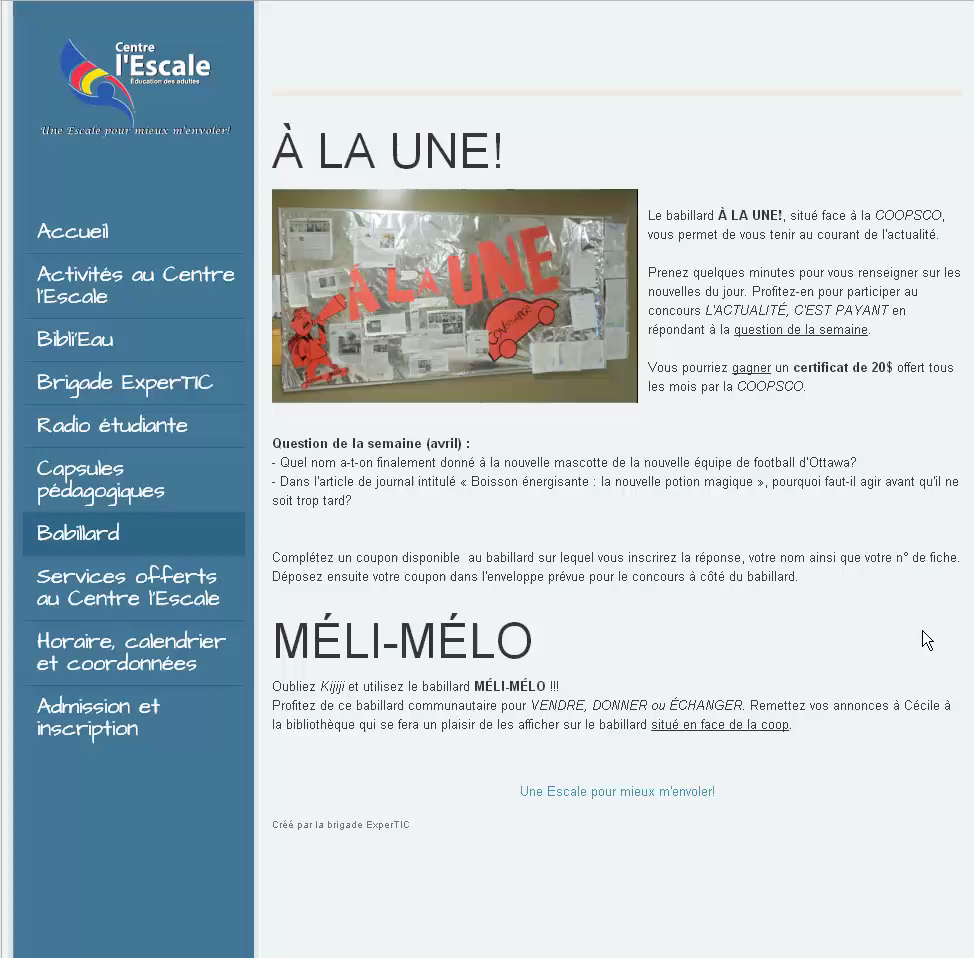 Centre
l'Escale
Éducation des adultes
Une Escale pour mieux m'envoler!
Accueil
Activités au Centre
l'Escale
Bibli'Eau
Brigade ExperTIC
Radio étudiante
Capsules
pédagogiques
Babillard
Services offerts
au Centre l'Escale
Horaire, calendrier
et coordonnées
Admission et
inscription
À LA UNE!
À La UNE
Le babillard À LA UNE!, situé face à la COOPSCO,
vous permet de vous tenir au courant de l'actualité.
Prenez quelques minutes pour vous renseigner sur les
nouvelles du jour. Profitez-en pour participer au
concours L'ACTUALITÉ, C'EST PAYANT en
répondant à la question de la semaine.
Vous pourriez gagner un certificat de 20$ offert tous
les mois par la COOPSCO.
Question de la semaine (avril) :
- Quel nom a-t-on finalement donné à la nouvelle mascotte de la nouvelle équipe de football d'Ottawa?
- Dans l'article de journal intitulé « Boisson énergisante : la nouvelle potion magique », pourquoi faut-il agir avant qu'il ne
soit trop tard?
Complétez un coupon disponible  au babillard sur lequel vous inscrirez la réponse, votre nom ainsi que votre n° de fiche.
Déposez ensuite votre coupon dans l'enveloppe prévue pour le concours à côté du babillard.
MÉLI-MÉLO
Oubliez Kijiji et utilisez le babillard MÉLI-MÉLO !!!
Profitez de ce babillard communautaire pour VENDRE, DONNER ou ÉCHANGER. Remettez vos annonces à Cécile à
la bibliothèque qui se fera un plaisir de les afficher sur le babillard situé en face de la coop.
Une Escale pour mieux m'envoler!
Créé par la brigade ExperTIC